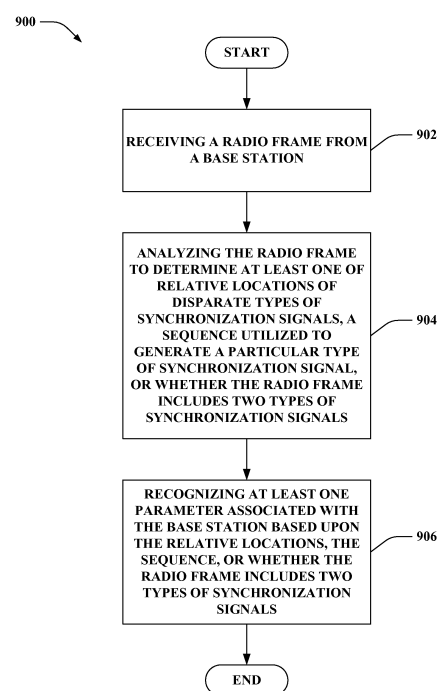 900
START
RECEIVING A RADIO FRAME FROM
A BASE STATION
902
ANALYZING THE RADIO FRAME
TO DETERMINE AT LEAST ONE OF
RELATIVE LOCATIONS OF
DISPARATE TYPES OF
SYNCHRONIZATION SIGNALS, A
SEQUENCE UTILIZED TO
GENERATE A PARTICULAR TYPE
OF SYNCHRONIZATION SIGNAL,
OR WHETHER THE RADIO FRAME
INCLUDES TWO TYPES OF
SYNCHRONIZATION SIGNALS
904
RECOGNIZING AT LEAST ONE
PARAMETER ASSOCIATED WITH
THE BASE STATION BASED UPON
THE RELATIVE LOCATIONS, THE
SEQUENCE, OR WHETHER THE
RADIO FRAME INCLUDES TWO
TYPES OF SYNCHRONIZATION
SIGNALS
906
END